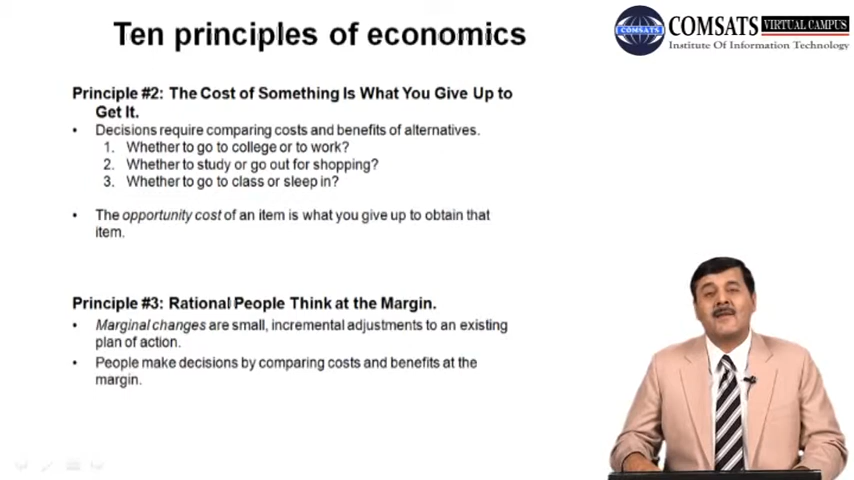 Ten principles of economics
COMSATS
COMSATS VIRTUAL CAMPUS
Institute Of Information Technology
Principle #2: The Cost of Something Is What You Give Up to
Get It.
• Decisions require comparing costs and benefits of alternatives.
1. Whether to go to college or to work?
2. Whether to study or go out for shopping?
3. Whether to go to class or sleep in?
• The opportunity cost of an item is what you give up to obtain that
item.
Principle #3: Rational People Think at the Margin.
• Marginal changes are small, incremental adjustments to an existing
plan of action.
• People make decisions by comparing costs and benefits at the
margin.